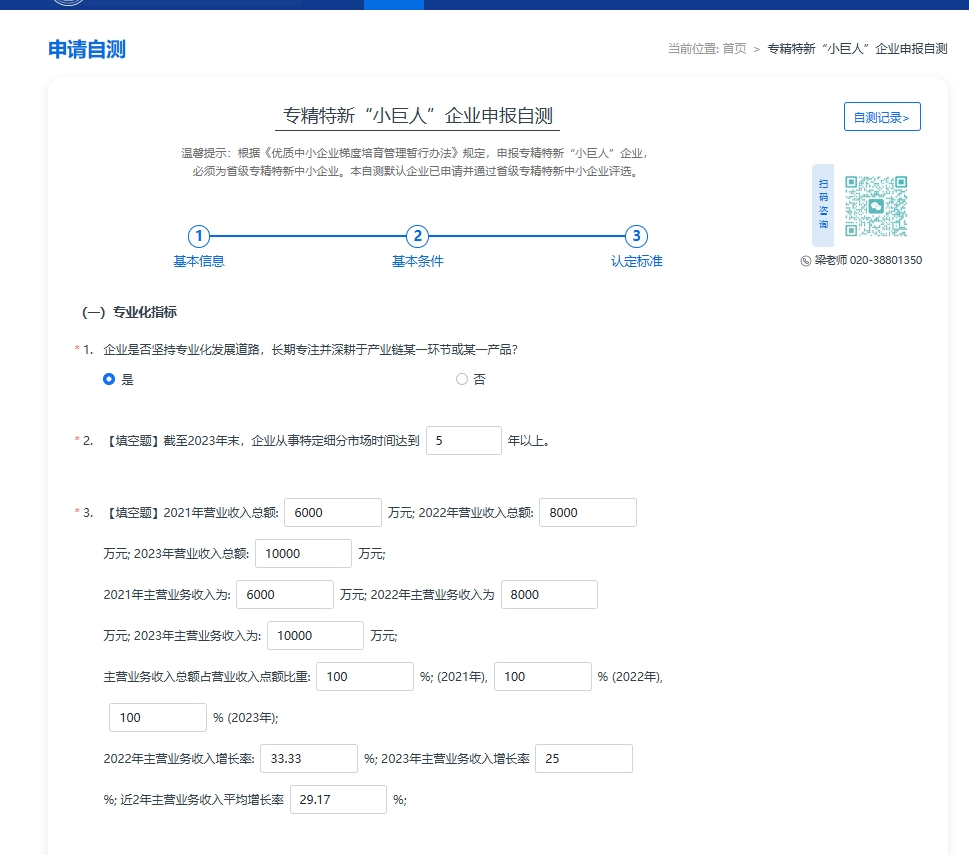 申请自测
当前位置: 首页 > 专精特新“小巨人”企业申报自测
专精特新“小巨人”企业申报自测
自测记录>
温馨提示：根据《优质中小企业梯度培育管理暂行办法》规定，申报专精特新“小巨人”企业，
必须为首级专精特新中小企业。本自测默认企业已申请并通过首级专精特新中小企业评选。
扫码咨询
梁老师 020-38801350
1 2 3
基本信息 基本条件 认定标准
(一) 专业化指标
* 1. 企业是否坚持专业化发展道路，长期专注并深耕于产业链某一环节或某一产品？
是 否
* 2. 【填空题】截至2023年末，企业从事特定细分市场时间达到 5 年以上。
* 3. 【填空题】2021年营业收入总额: 6000 万元; 2022年营业收入总额: 8000
万元; 2023年营业收入总额: 10000 万元;
2021年主营业务收入为: 6000 万元; 2022年主营业务收入为 8000
万元; 2023年主营业务收入为: 10000 万元;
主营业务收入总额占营业收入点额比重: 100 %; (2021年), 100 % (2022年),
100 % (2023年);
2022年主营业务收入增长率: 33.33 %; 2023年主营业务收入增长率 25
%; 近2年主营业务收入平均增长率 29.17 %;